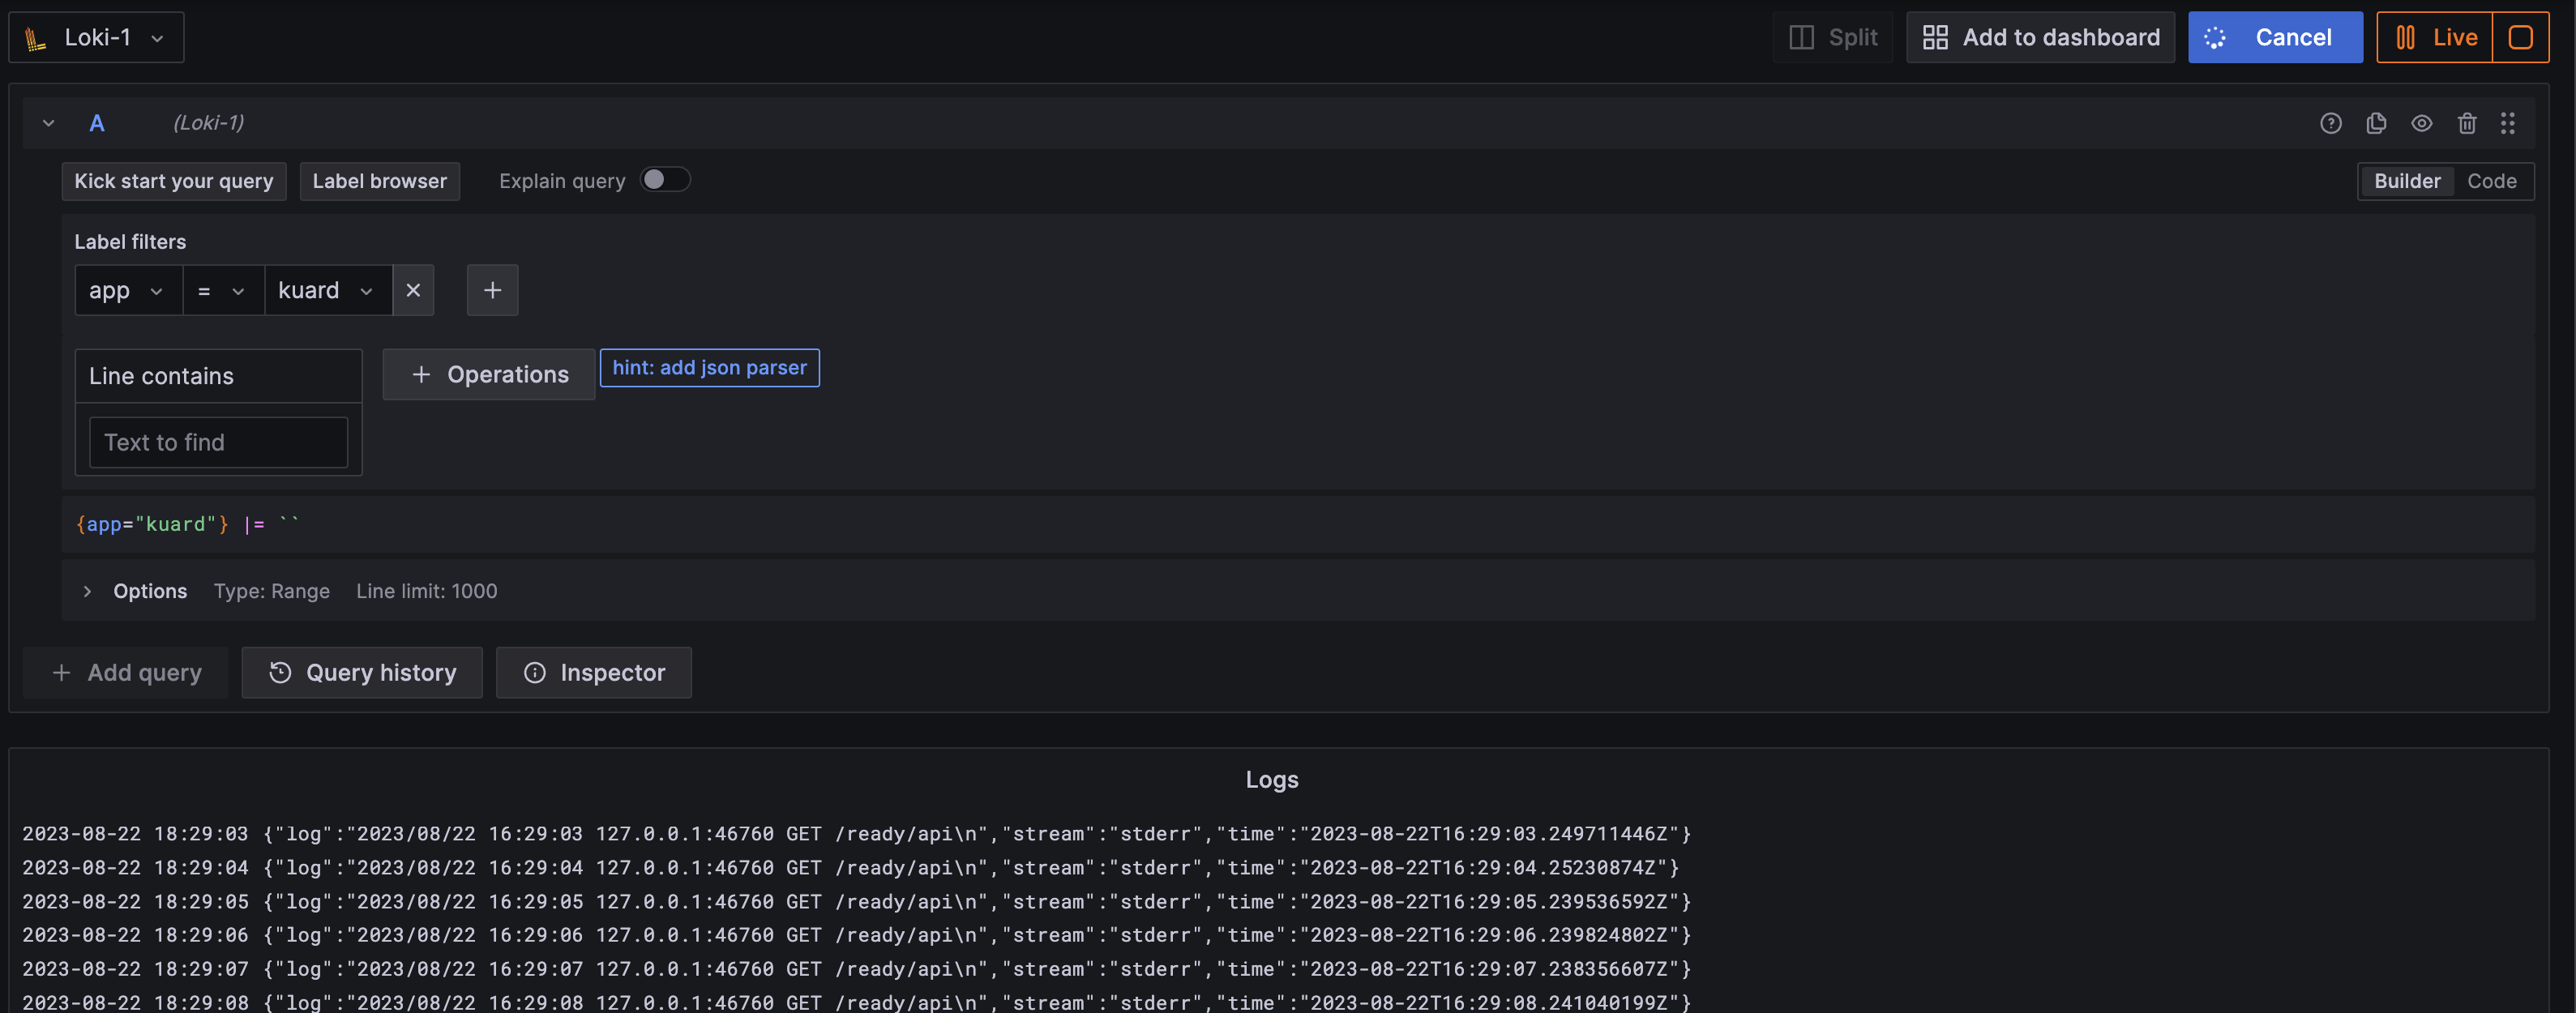 Loki-1 Split Add to dashboard Cancel Live
A (Loki-1)
Kick start your query Label browser Explain query Builder Code
Label filters
app = kuard
Line contains + Operations hint: add json parser
Text to find
{app="kuard"} |= ``
Options Type: Range Line limit: 1000
+ Add query Query history Inspector
Logs
2023-08-22 18:29:03 {"log":"2023/08/22 16:29:03 127.0.0.1:46760 GET /ready/api\n","stream":"stderr","time":"2023-08-22T16:29:03.249711446Z"}
2023-08-22 18:29:04 {"log":"2023/08/22 16:29:04 127.0.0.1:46760 GET /ready/api\n","stream":"stderr","time":"2023-08-22T16:29:04.25230874Z"}
2023-08-22 18:29:05 {"log":"2023/08/22 16:29:05 127.0.0.1:46760 GET /ready/api\n","stream":"stderr","time":"2023-08-22T16:29:05.239536592Z"}
2023-08-22 18:29:06 {"log":"2023/08/22 16:29:06 127.0.0.1:46760 GET /ready/api\n","stream":"stderr","time":"2023-08-22T16:29:06.239824802Z"}
2023-08-22 18:29:07 {"log":"2023/08/22 16:29:07 127.0.0.1:46760 GET /ready/api\n","stream":"stderr","time":"2023-08-22T16:29:07.238356607Z"}
2023-08-22 18:29:08 {"log":"2023/08/22 16:29:08 127.0.0.1:46760 GET /ready/api\n","stream":"stderr","time":"2023-08-22T16:29:08.241040199Z"}